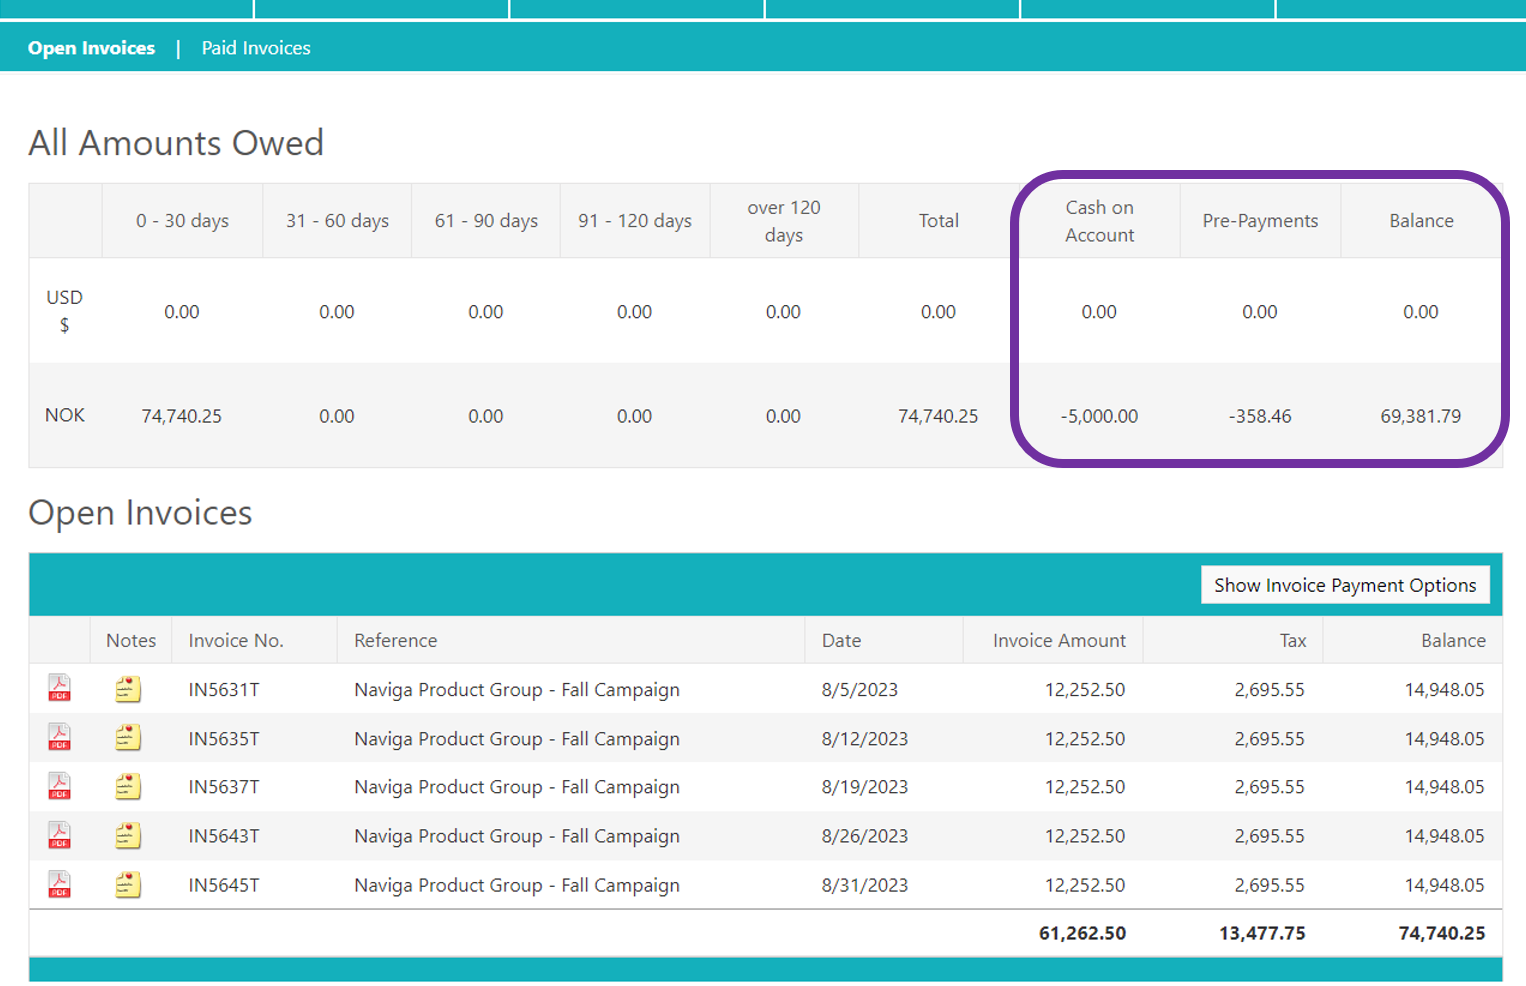 Open Invoices | Paid Invoices
All Amounts Owed
0 - 30 days 31 - 60 days 61 - 90 days 91 - 120 days over 120 days Total Cash on Account Pre-Payments Balance
USD $ 0.00 0.00 0.00 0.00 0.00 0.00 0.00 0.00 0.00
NOK 74,740.25 0.00 0.00 0.00 0.00 74,740.25 -5,000.00 -358.46 69,381.79
Open Invoices
Show Invoice Payment Options
Notes Invoice No. Reference Date Invoice Amount Tax Balance
PDF IN5631T Naviga Product Group - Fall Campaign 8/5/2023 12,252.50 2,695.55 14,948.05
PDF IN5635T Naviga Product Group - Fall Campaign 8/12/2023 12,252.50 2,695.55 14,948.05
PDF IN5637T Naviga Product Group - Fall Campaign 8/19/2023 12,252.50 2,695.55 14,948.05
PDF IN5643T Naviga Product Group - Fall Campaign 8/26/2023 12,252.50 2,695.55 14,948.05
PDF IN5645T Naviga Product Group - Fall Campaign 8/31/2023 12,252.50 2,695.55 14,948.05
61,262.50 13,477.75 74,740.25